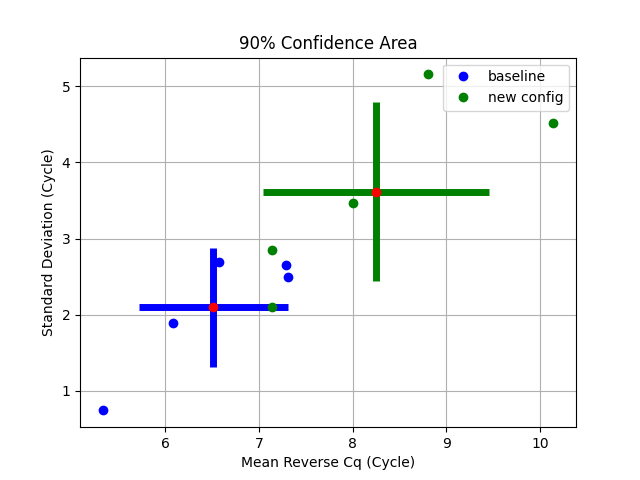 90% Confidence Area
baseline
new config
Standard Deviation (Cycle)
5
4
3
2
1
6 7 8 9 10
Mean Reverse Cq (Cycle)